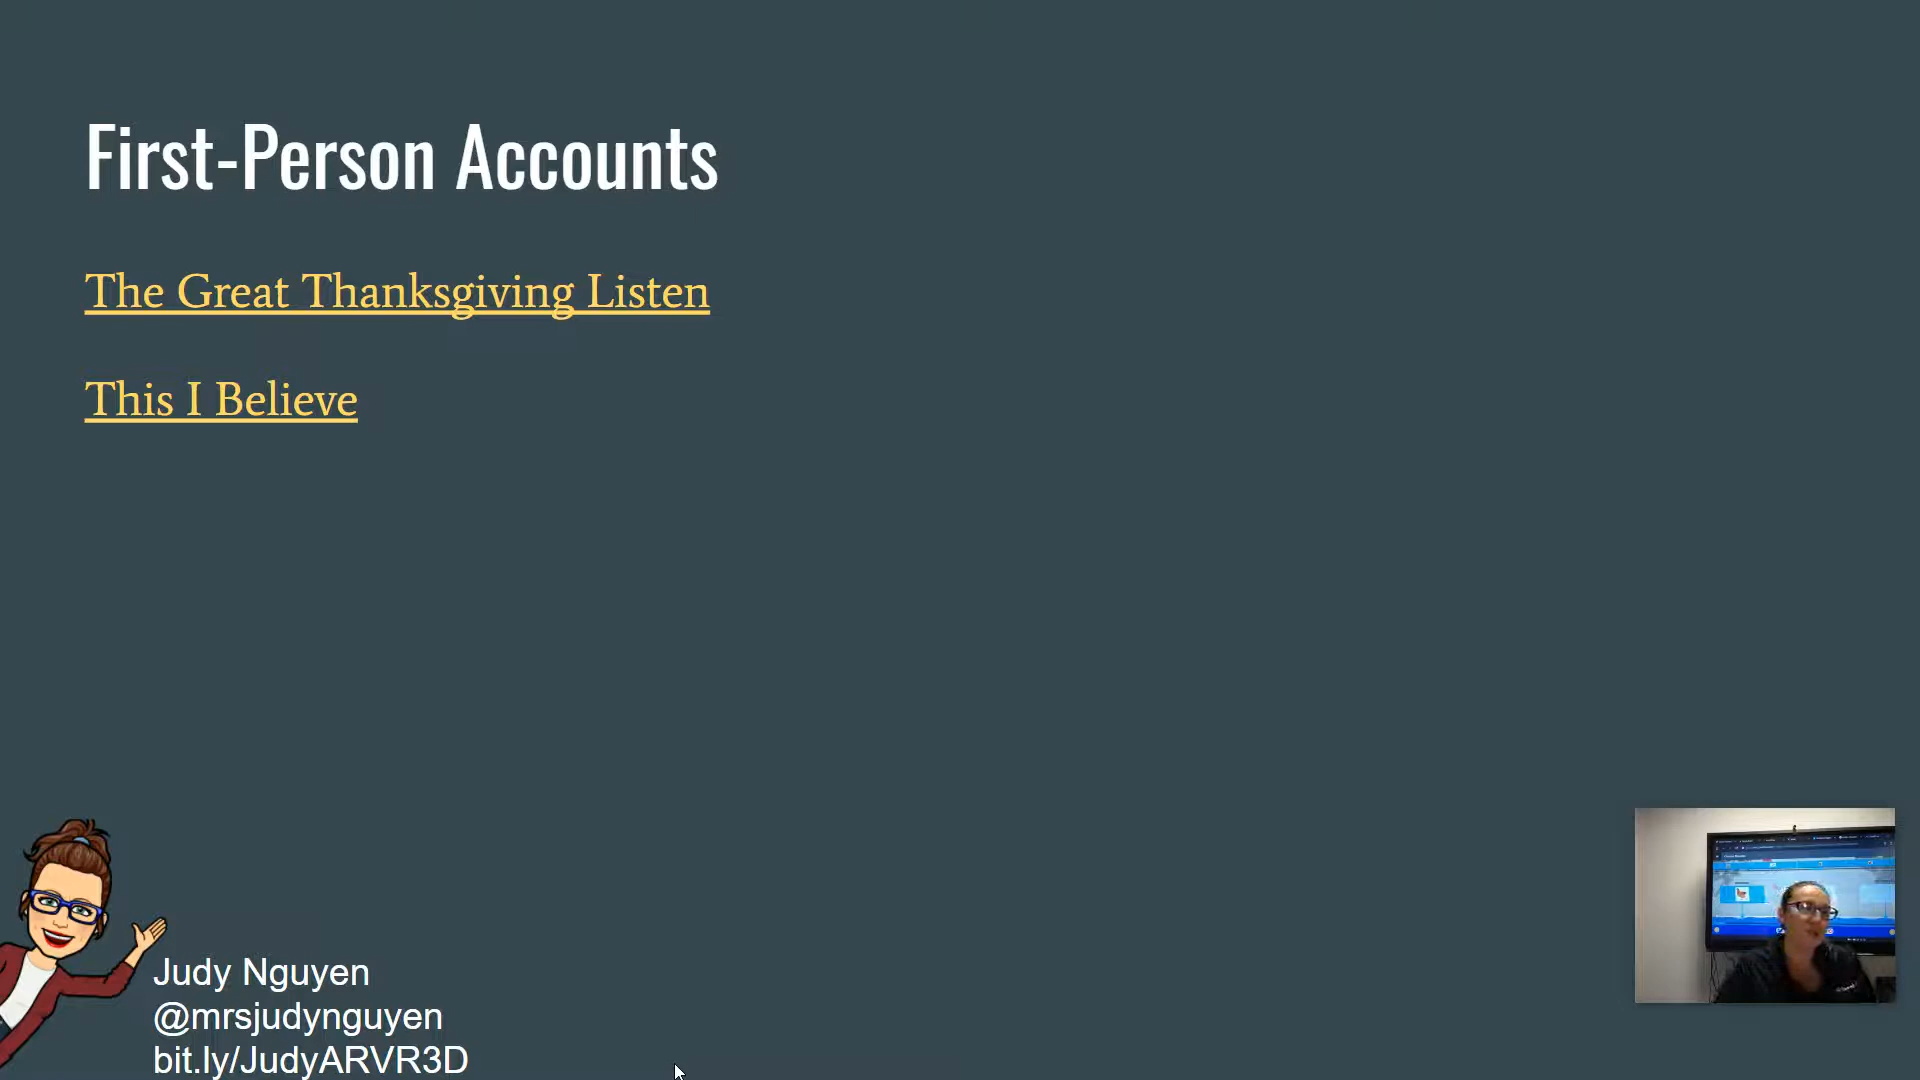 First-Person Accounts
The Great Thanksgiving Listen
This I Believe
Judy Nguyen
@mrsjudynguyen
bit.ly/JudyARVR3D